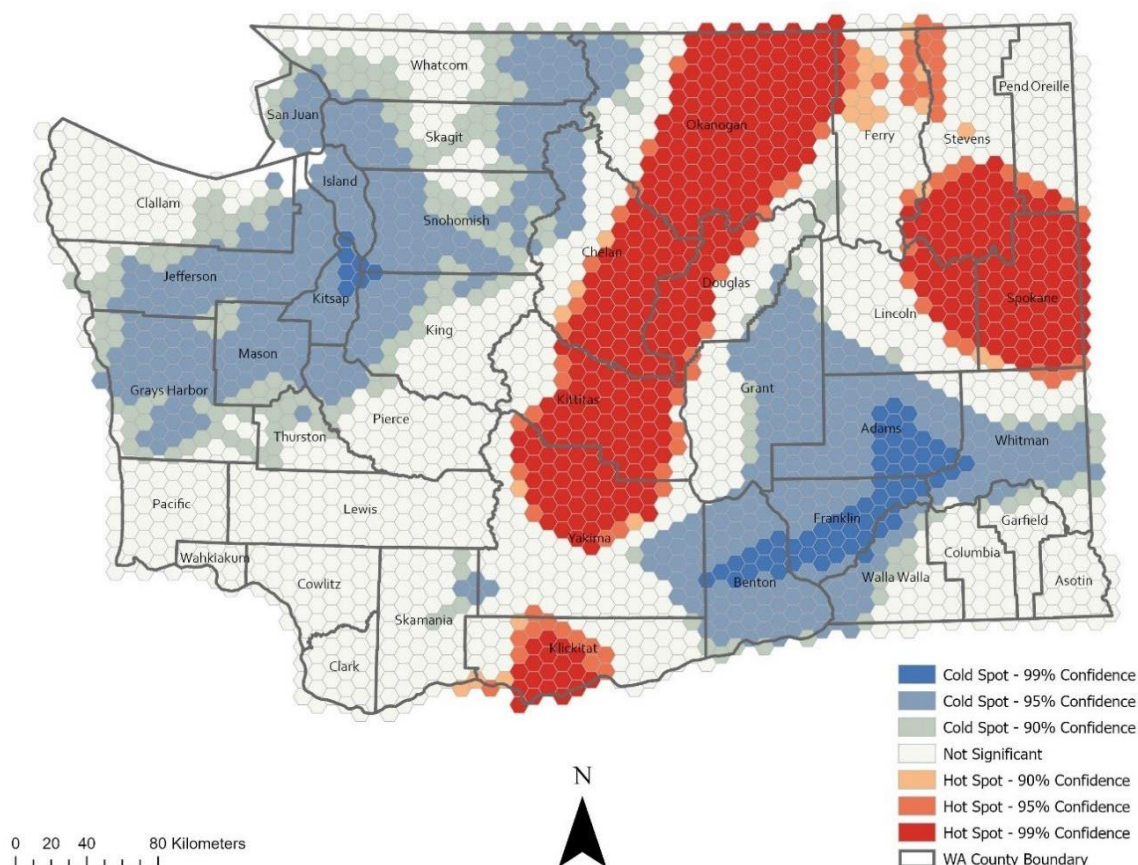 Whatcom
Pend Oreille
San Juan
Okanogan
Skagit
Ferry
Stevens
Island
Clallam
Snohomish
Chelan
Jefferson
Douglas
Kitsap
Spokane
King
Lincoln
Mason
Grays Harbor
Grant
Kittitas
Pierce
Adams
Thurston
Whitman
Pacific
Lewis
Franklin
Garfield
Yakima
Wahkiakum
Columbia
Cowlitz
Benton
Walla Walla
Asotin
Skamania
Klickitat
Clark
Cold Spot - 99% Confidence
Cold Spot - 95% Confidence
Cold Spot - 90% Confidence
Not Significant
Hot Spot - 90% Confidence
Hot Spot - 95% Confidence
Hot Spot - 99% Confidence
WA County Boundary
N
0 20 40 80 Kilometers